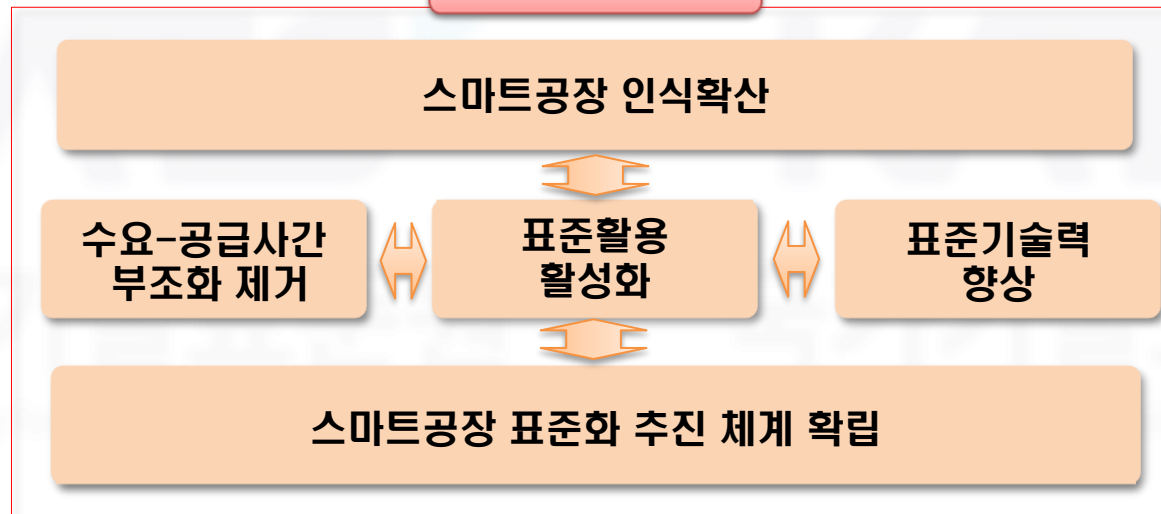 스마트공장 인식확산
수요-공급사간
부조화 제거
표준활용
활성화
표준기술력
향상
스마트공장 표준화 추진 체계 확립